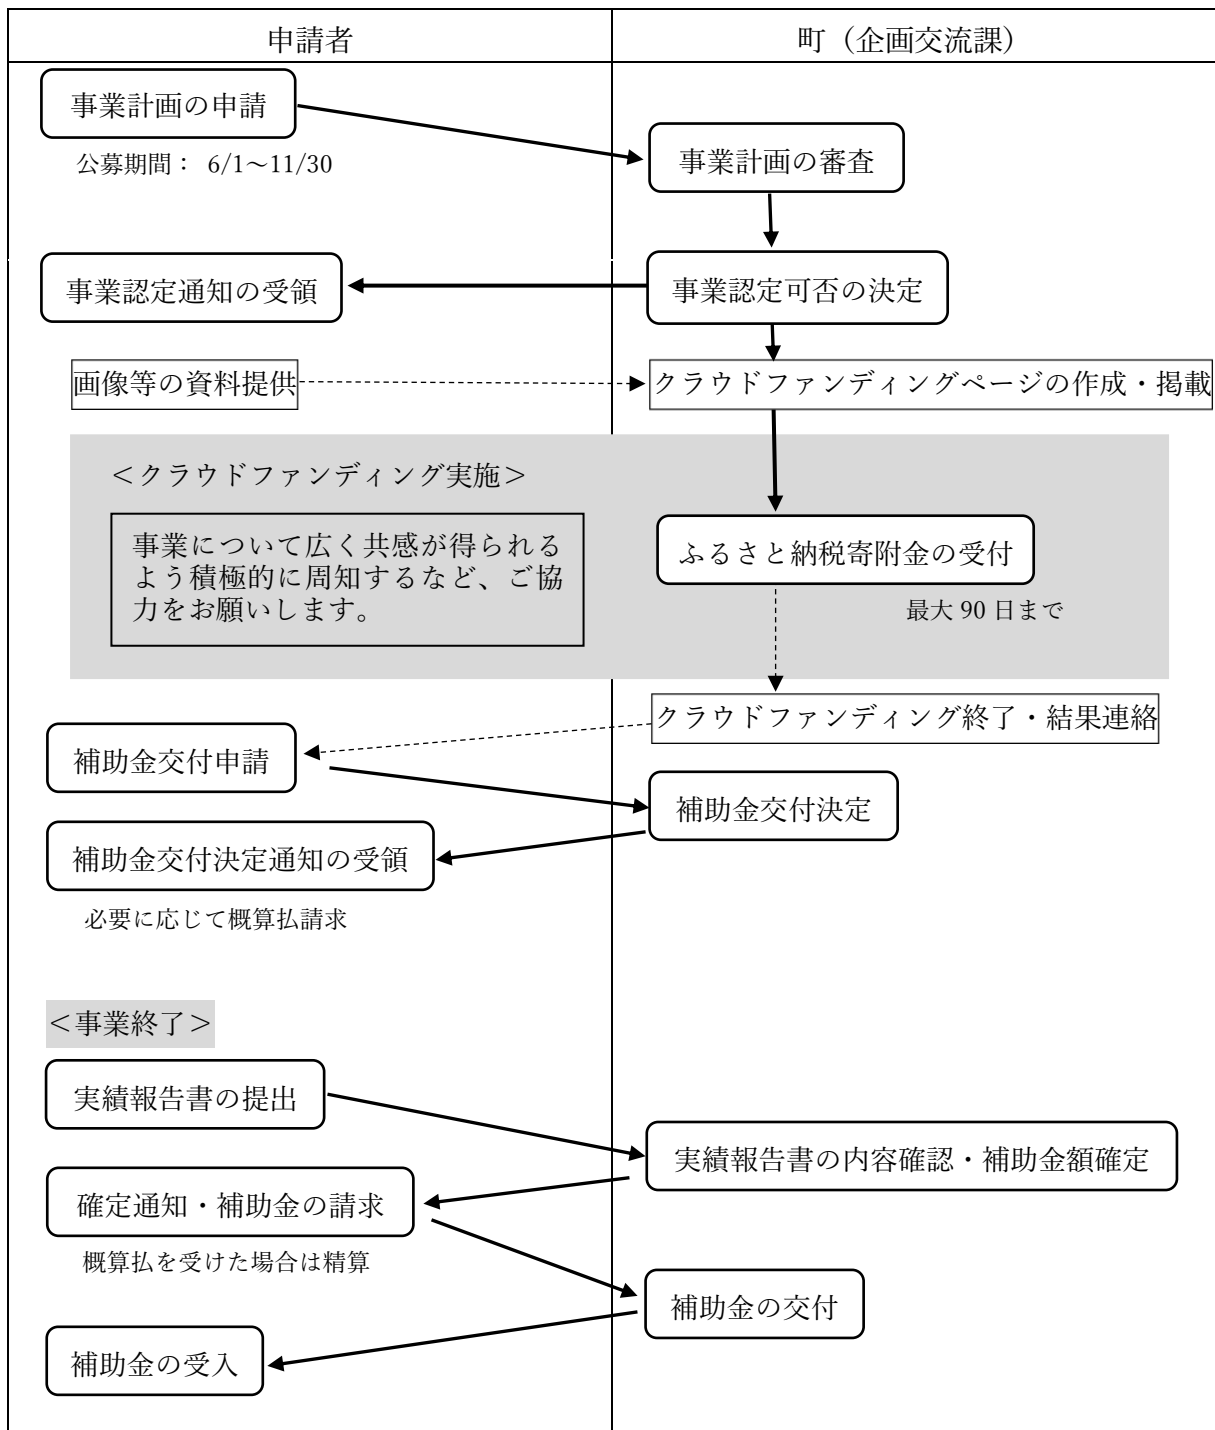 申請者
町（企画交流課）
事業計画の申請
公募期間： 6/1～11/30
事業計画の審査
事業認定通知の受領
事業認定可否の決定
画像等の資料提供
クラウドファンディングページの作成・掲載
＜クラウドファンディング実施＞
事業について広く共感が得られる
よう積極的に周知するなど、ご協
力をお願いします。
ふるさと納税寄附金の受付
最大 90 日まで
クラウドファンディング終了・結果連絡
補助金交付申請
補助金交付決定
補助金交付決定通知の受領
必要に応じて概算払請求
＜事業終了＞
実績報告書の提出
実績報告書の内容確認・補助金額確定
確定通知・補助金の請求
概算払を受けた場合は精算
補助金の交付
補助金の受入